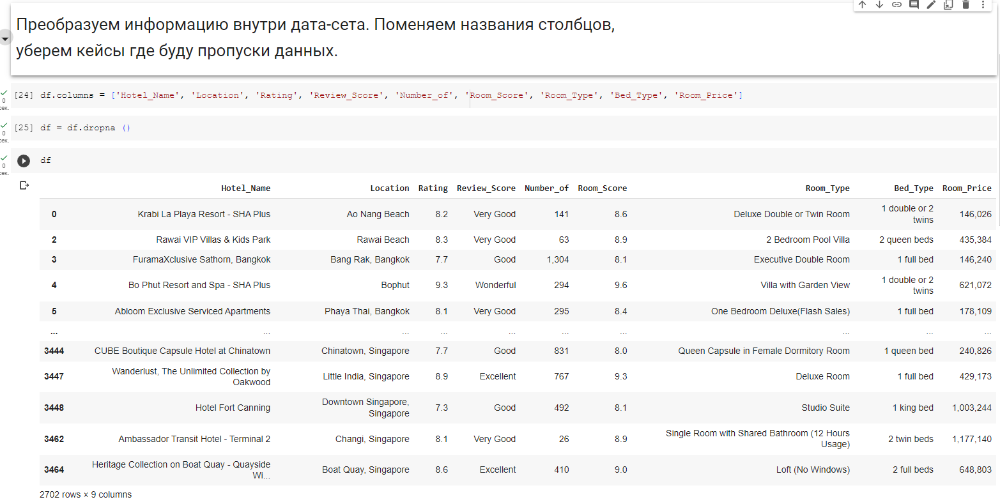 Преобразуем информацию внутри дата-сета. Поменяем названия столбцов,
уберем кейсы где буду пропуски данных.
[24] df.columns = ['Hotel_Name', 'Location', 'Rating', 'Review_Score', 'Number_of', 'Room_Score', 'Room_Type', 'Bed_Type', 'Room_Price']
0
сек.
[25] df = df.dropna ()
0
сек.
df
0
сек.
Hotel_Name Location Rating Review_Score Number_of Room_Score Room_Type Bed_Type Room_Price
0 Krabi La Playa Resort - SHA Plus Ao Nang Beach 8.2 Very Good 141 8.6 Deluxe Double or Twin Room 1 double or 2
twins 146,026
2 Rawai VIP Villas & Kids Park Rawai Beach 8.3 Very Good 63 8.9 2 Bedroom Pool Villa 2 queen beds 435,384
3 FuramaXclusive Sathorn, Bangkok Bang Rak, Bangkok 7.7 Good 1,304 8.1 Executive Double Room 1 full bed 146,240
4 Bo Phut Resort and Spa - SHA Plus Bophut 9.3 Wonderful 294 9.6 Villa with Garden View 1 double or 2
twins 621,072
5 Abloom Exclusive Serviced Apartments Phaya Thai, Bangkok 8.1 Very Good 295 8.4 One Bedroom Deluxe(Flash Sales) 1 full bed 178,109
... ... ... ... ... ... ... ... ... ...
3444 CUBE Boutique Capsule Hotel at Chinatown Chinatown, Singapore 7.7 Good 831 8.0 Queen Capsule in Female Dormitory Room 1 queen bed 240,826
3447 Wanderlust, The Unlimited Collection by
Oakwood Little India, Singapore 8.9 Excellent 767 9.3 Deluxe Room 1 full bed 429,173
3448 Hotel Fort Canning Downtown Singapore,
Singapore 7.3 Good 492 8.1 Studio Suite 1 king bed 1,003,244
3462 Ambassador Transit Hotel - Terminal 2 Changi, Singapore 8.1 Very Good 26 8.9 Single Room with Shared Bathroom (12 Hours
Usage) 2 twin beds 1,177,140
3464 Heritage Collection on Boat Quay - Quayside
Wi... Boat Quay, Singapore 8.6 Excellent 410 9.0 Loft (No Windows) 2 full beds 648,803
2702 rows × 9 columns